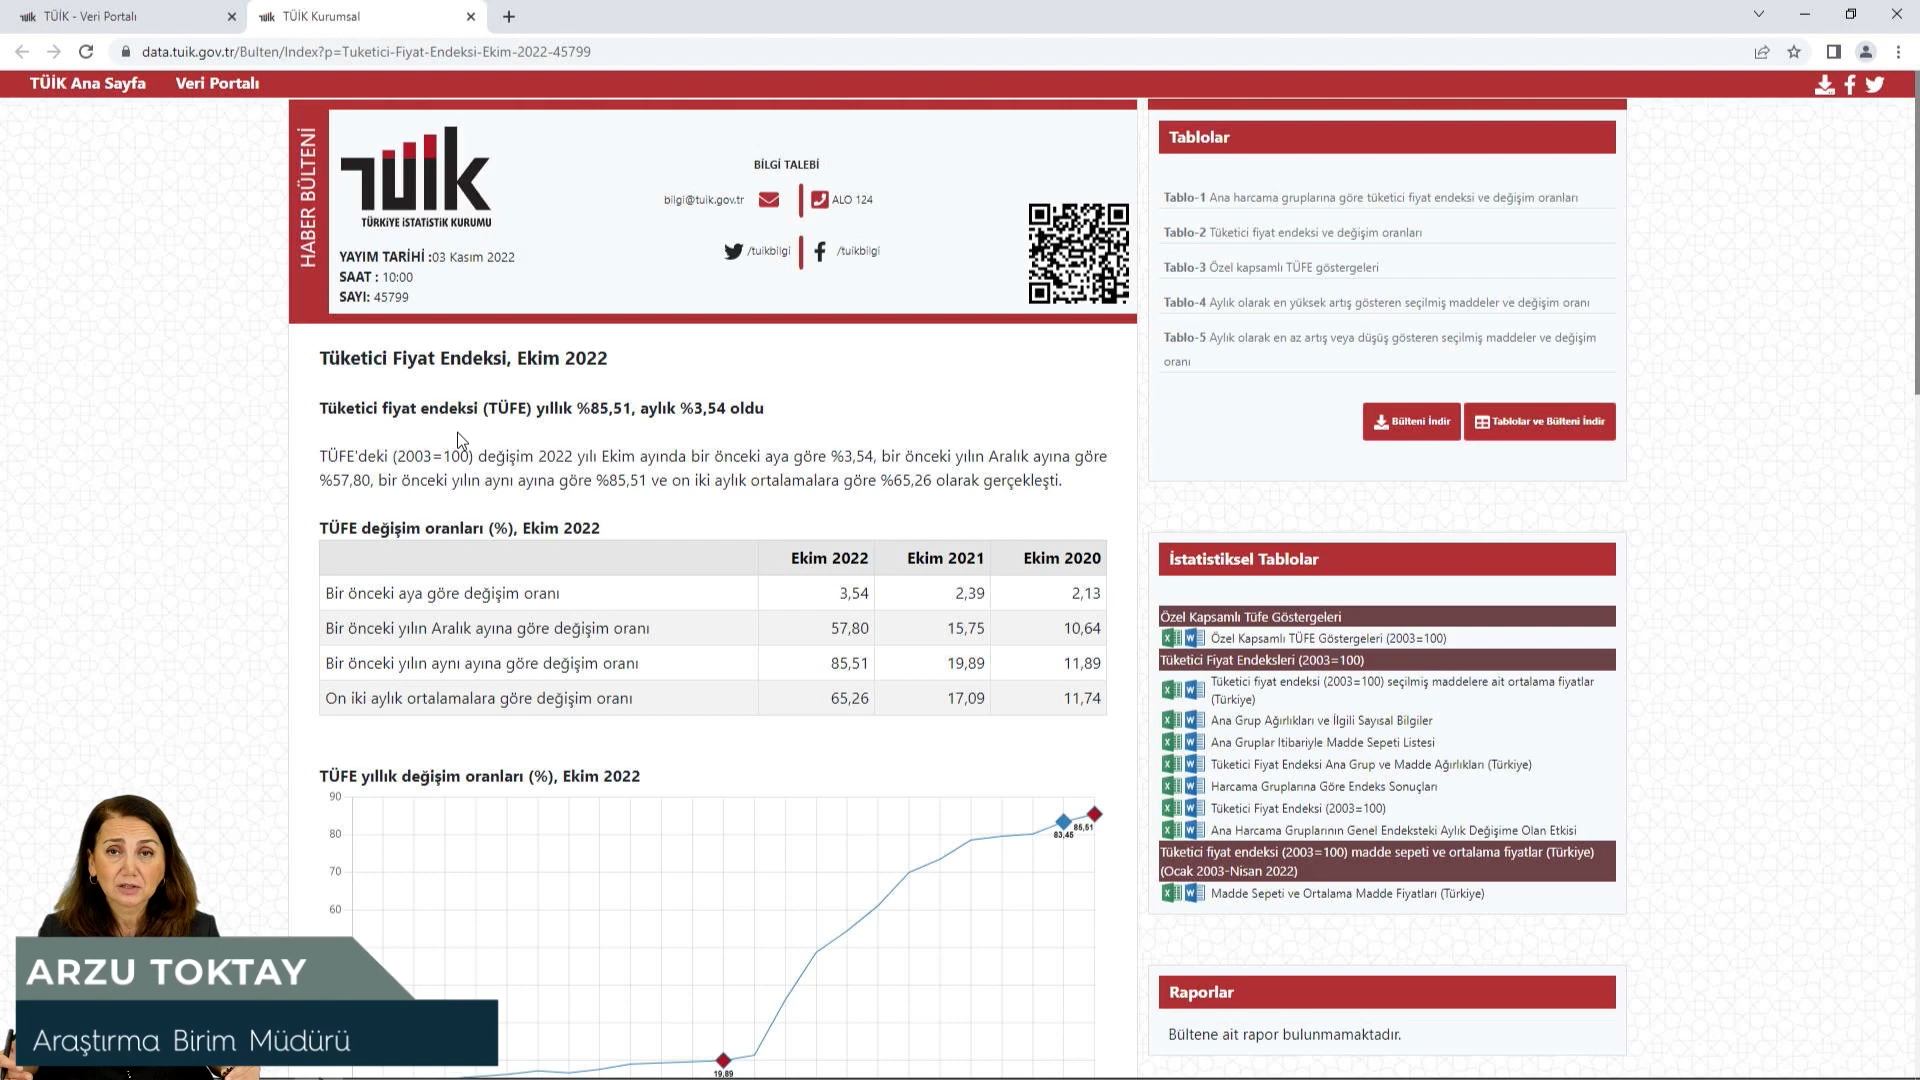 TÜİK - Veri Portalı
TÜİK Kurumsal
data.tuik.gov.tr/Bulten/Index?p=Tuketici-Fiyat-Endeksi-Ekim-2022-45799
TÜİK Ana Sayfa Veri Portalı
HABER BÜLTENİ
TÜİK
TÜRKİYE İSTATİSTİK KURUMU
YAYIM TARİHİ :03 Kasım 2022
SAAT : 10:00
SAYI: 45799
BİLGİ TALEBİ
bilgi@tuik.gov.tr ALO 124
/tuikbilgi /tuikbilgi
Tüketici Fiyat Endeksi, Ekim 2022
Tüketici fiyat endeksi (TÜFE) yıllık %85,51, aylık %3,54 oldu
TÜFE'deki (2003=100) değişim 2022 yılı Ekim ayında bir önceki aya göre %3,54, bir önceki yılın Aralık ayına göre
%57,80, bir önceki yılın aynı ayına göre %85,51 ve on iki aylık ortalamalara göre %65,26 olarak gerçekleşti.
TÜFE değişim oranları (%), Ekim 2022
Ekim 2022 Ekim 2021 Ekim 2020
Bir önceki aya göre değişim oranı 3,54 2,39 2,13
Bir önceki yılın Aralık ayına göre değişim oranı 57,80 15,75 10,64
Bir önceki yılın aynı ayına göre değişim oranı 85,51 19,89 11,89
On iki aylık ortalamalara göre değişim oranı 65,26 17,09 11,74
TÜFE yıllık değişim oranları (%), Ekim 2022
90
80
70
60
83,45
85,51
19,89
Tablolar
Tablo-1 Ana harcama gruplarına göre tüketici fiyat endeksi ve değişim oranları
Tablo-2 Tüketici fiyat endeksi ve değişim oranları
Tablo-3 Özel kapsamlı TÜFE göstergeleri
Tablo-4 Aylık olarak en yüksek artış gösteren seçilmiş maddeler ve değişim oranı
Tablo-5 Aylık olarak en az artış veya düşüş gösteren seçilmiş maddeler ve değişim
oranı
Bülteni İndir Tablolar ve Bülteni İndir
İstatistiksel Tablolar
Özel Kapsamlı Tüfe Göstergeleri
Özel Kapsamlı TÜFE Göstergeleri (2003=100)
Tüketici Fiyat Endeksleri (2003=100)
Tüketici fiyat endeksi (2003=100) seçilmiş maddelere ait ortalama fiyatlar
(Türkiye)
Ana Grup Ağırlıkları ve İlgili Sayısal Bilgiler
Ana Gruplar Itibariyle Madde Sepeti Listesi
Tüketici Fiyat Endeksi Ana Grup ve Madde Ağırlıkları (Türkiye)
Harcama Gruplarına Göre Endeks Sonuçları
Tüketici Fiyat Endeksi (2003=100)
Ana Harcama Gruplarının Genel Endeksteki Aylık Değişime Olan Etkisi
Tüketici fiyat endeksi (2003=100) madde sepeti ve ortalama fiyatlar (Türkiye)
(Ocak 2003-Nisan 2022)
Madde Sepeti ve Ortalama Madde Fiyatları (Türkiye)
Raporlar
Bültene ait rapor bulunmamaktadır.
ARZU TOKTAY
Araştırma Birim Müdürü